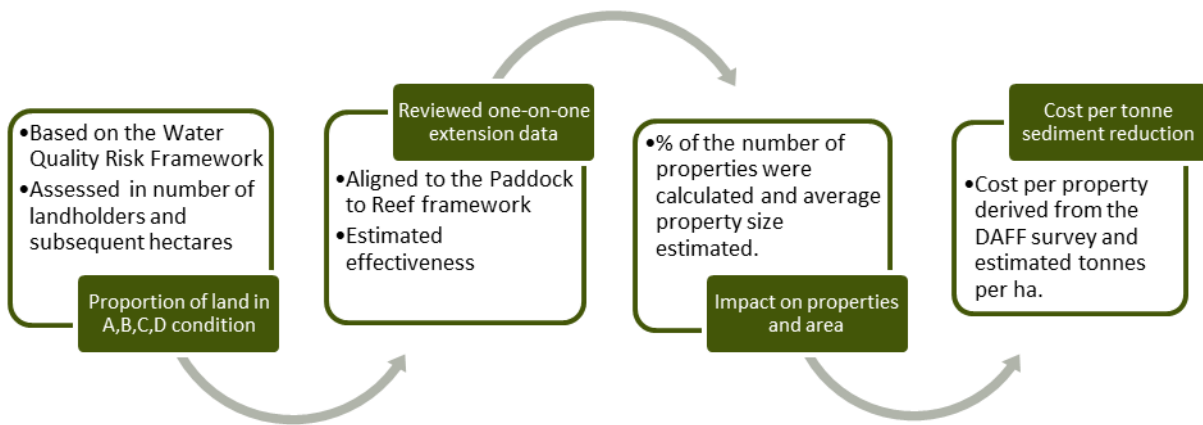 •Based on the Water
Quality Risk Framework
•Assessed in number of
landholders and
subsequent hectares
Proportion of land in
A,B,C,D condition
Reviewed one-on-one
extension data
•Aligned to the Paddock
to Reef framework
•Estimated
effectiveness
•% of the number of
properties were
calculated and average
property size
estimated.
Impact on properties
and area
Cost per tonne
sediment reduction
•Cost per property
derived from the
DAFF survey and
estimated tonnes
per ha.